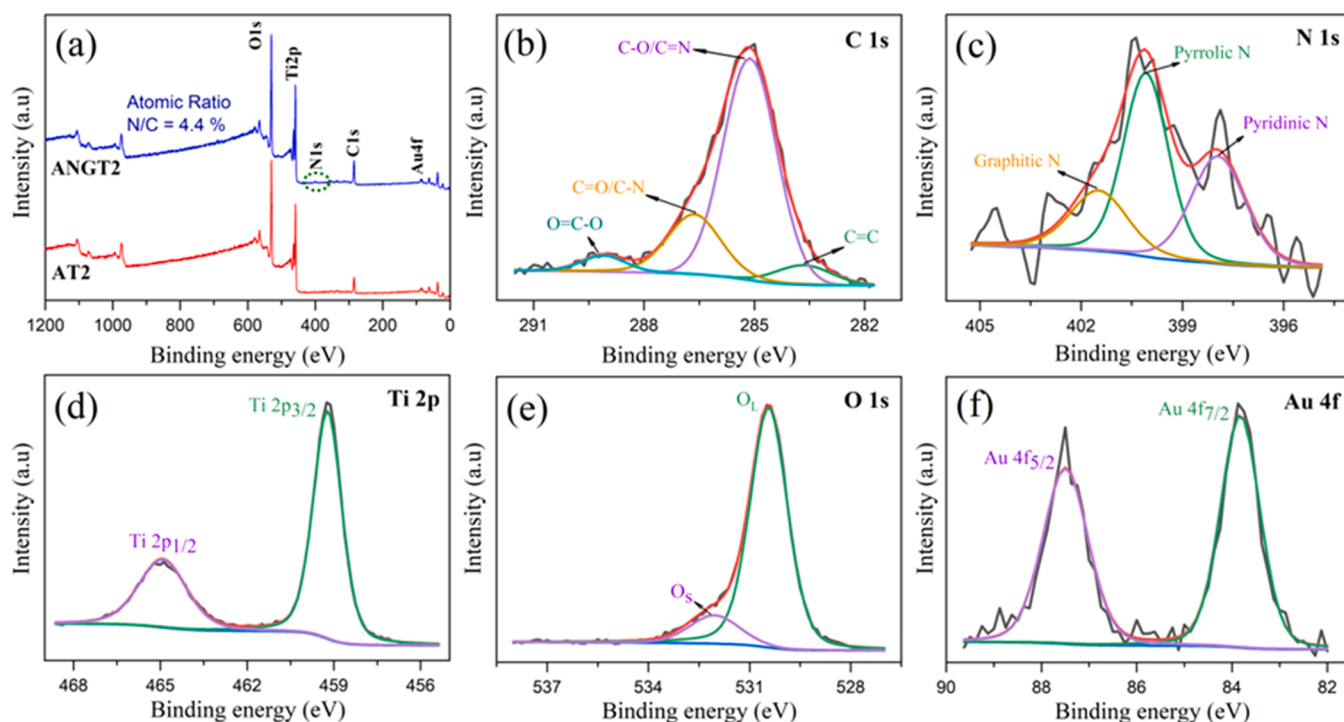 (a)
O1s
Ti2p
Atomic Ratio
N/C = 4.4 %
N1s
C1s
Au4f
ANGT2
AT2
Intensity (a.u)
1200 1000 800 600 400 200 0
Binding energy (eV)
(b)
C 1s
C-O/C=N
C=O/C-N
O=C-O
C=C
Intensity (a.u)
291 288 285 282
Binding energy (eV)
(c)
N 1s
Pyrrolic N
Pyridinic N
Graphitic N
Intensity (a.u)
405 402 399 396
Binding energy (eV)
(d)
Ti 2p
Ti 2p3/2
Ti 2p1/2
Intensity (a.u)
468 465 462 459 456
Binding energy (eV)
(e)
O 1s
OL
OS
Intensity (a.u)
537 534 531 528
Binding energy (eV)
(f)
Au 4f
Au 4f7/2
Au 4f5/2
Intensity (a.u)
90 88 86 84 82
Binding energy (eV)